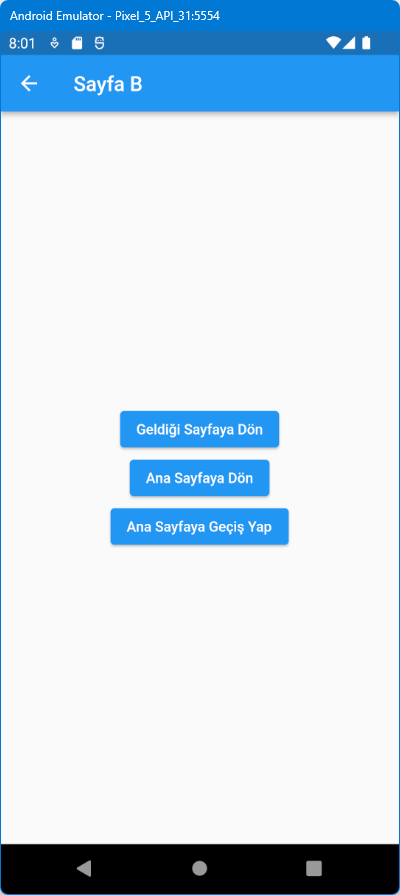 Android Emulator - Pixel_5_API_31:5554
8:01
Sayfa B
Geldiği Sayfaya Dön
Ana Sayfaya Dön
Ana Sayfaya Geçiş Yap